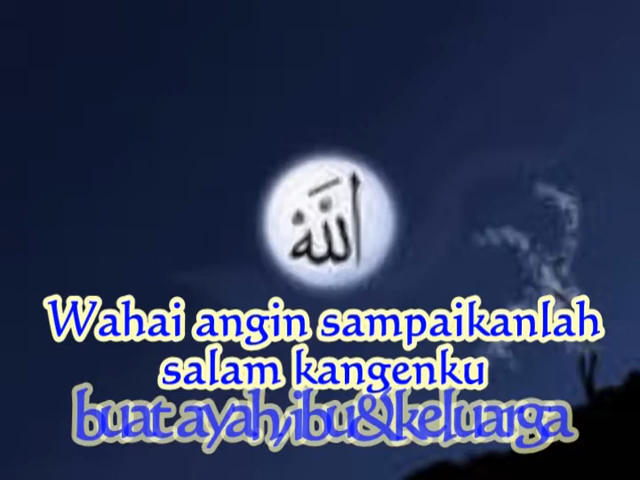 الله
Wahai angin sampaikanlah
salam kangenku
buat ayah,ibu&keluarga